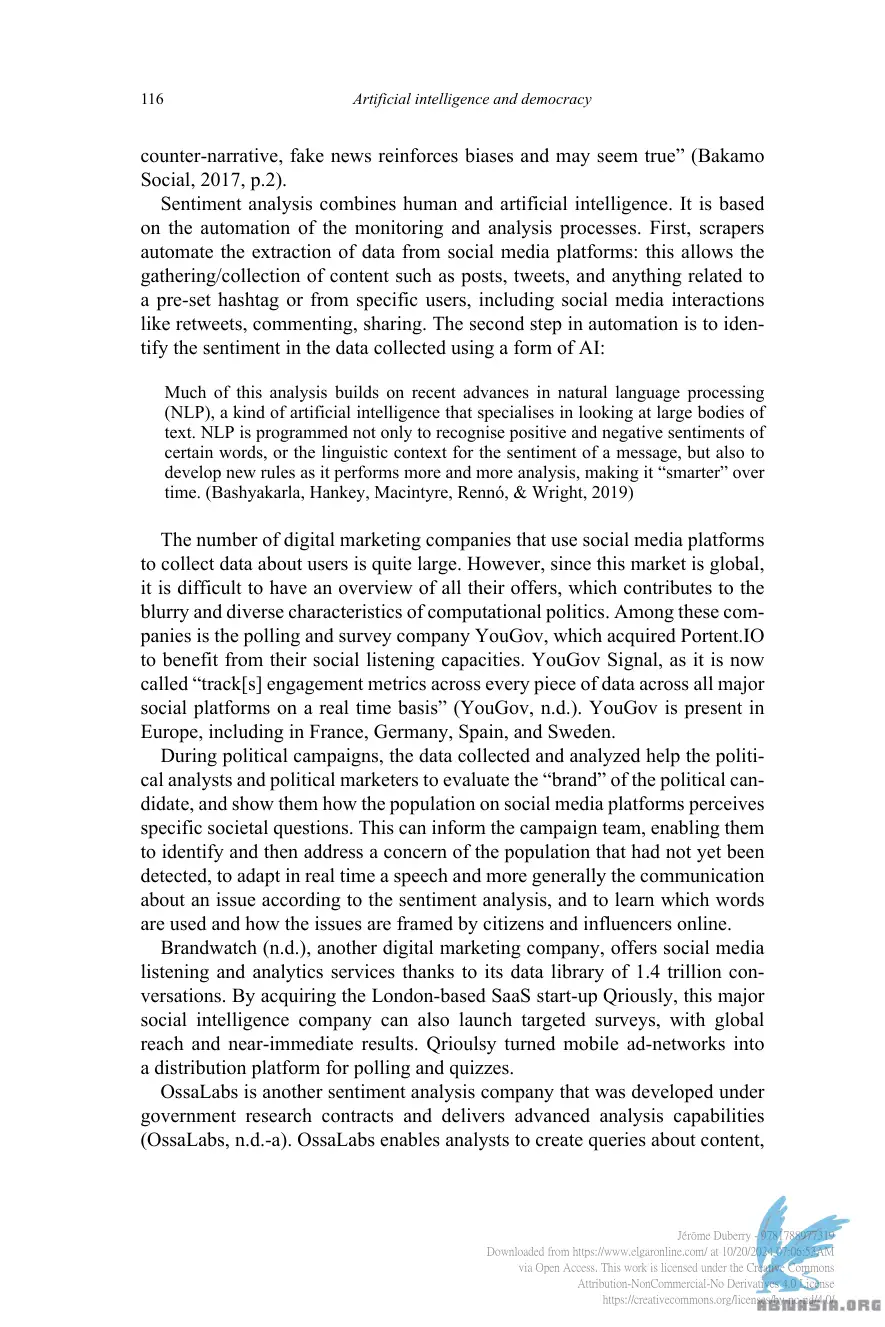 116
Artificial intelligence and democracy
counter-narrative, fake news reinforces biases and may seem true” (Bakamo
Social, 2017, p.2).
Sentiment analysis combines human and artificial intelligence. It is based
on the automation of the monitoring and analysis processes. First, scrapers
automate the extraction of data from social media platforms: this allows the
gathering/collection of content such as posts, tweets, and anything related to
a pre-set hashtag or from specific users, including social media interactions
like retweets, commenting, sharing. The second step in automation is to iden-
tify the sentiment in the data collected using a form of AI:
Much of this analysis builds on recent advances in natural language processing
(NLP), a kind of artificial intelligence that specialises in looking at large bodies of
text. NLP is programmed not only to recognise positive and negative sentiments of
certain words, or the linguistic context for the sentiment of a message, but also to
develop new rules as it performs more and more analysis, making it “smarter” over
time. (Bashyakarla, Hankey, Macintyre, Rennó, & Wright, 2019)
The number of digital marketing companies that use social media platforms
to collect data about users is quite large. However, since this market is global,
it is difficult to have an overview of all their offers, which contributes to the
blurry and diverse characteristics of computational politics. Among these com-
panies is the polling and survey company YouGov, which acquired Portent.IO
to benefit from their social listening capacities. YouGov Signal, as it is now
called “track[s] engagement metrics across every piece of data across all major
social platforms on a real time basis” (YouGov, n.d.). YouGov is present in
Europe, including in France, Germany, Spain, and Sweden.
During political campaigns, the data collected and analyzed help the politi-
cal analysts and political marketers to evaluate the “brand” of the political can-
didate, and show them how the population on social media platforms perceives
specific societal questions. This can inform the campaign team, enabling them
to identify and then address a concern of the population that had not yet been
detected, to adapt in real time a speech and more generally the communication
about an issue according to the sentiment analysis, and to learn which words
are used and how the issues are framed by citizens and influencers online.
Brandwatch (n.d.), another digital marketing company, offers social media
listening and analytics services thanks to its data library of 1.4 trillion con-
versations. By acquiring the London-based SaaS start-up Qriously, this major
social intelligence company can also launch targeted surveys, with global
reach and near-immediate results. Qrioulsy turned mobile ad-networks into
a distribution platform for polling and quizzes.
OssaLabs is another sentiment analysis company that was developed under
government research contracts and delivers advanced analysis capabilities
(OssaLabs, n.d.-a). OssaLabs enables analysts to create queries about content,
Jérôme Duberry - 9781788977319
Downloaded from https://www.elgaronline.com/ at 10/20/2024 07:06:52AM
via Open Access. This work is licensed under the Creative Commons
Attribution-NonCommercial-No Derivatives 4.0 License
https://creativecommons.org/licenses/by-nc-nd/4.0/
ABNASIA.ORG